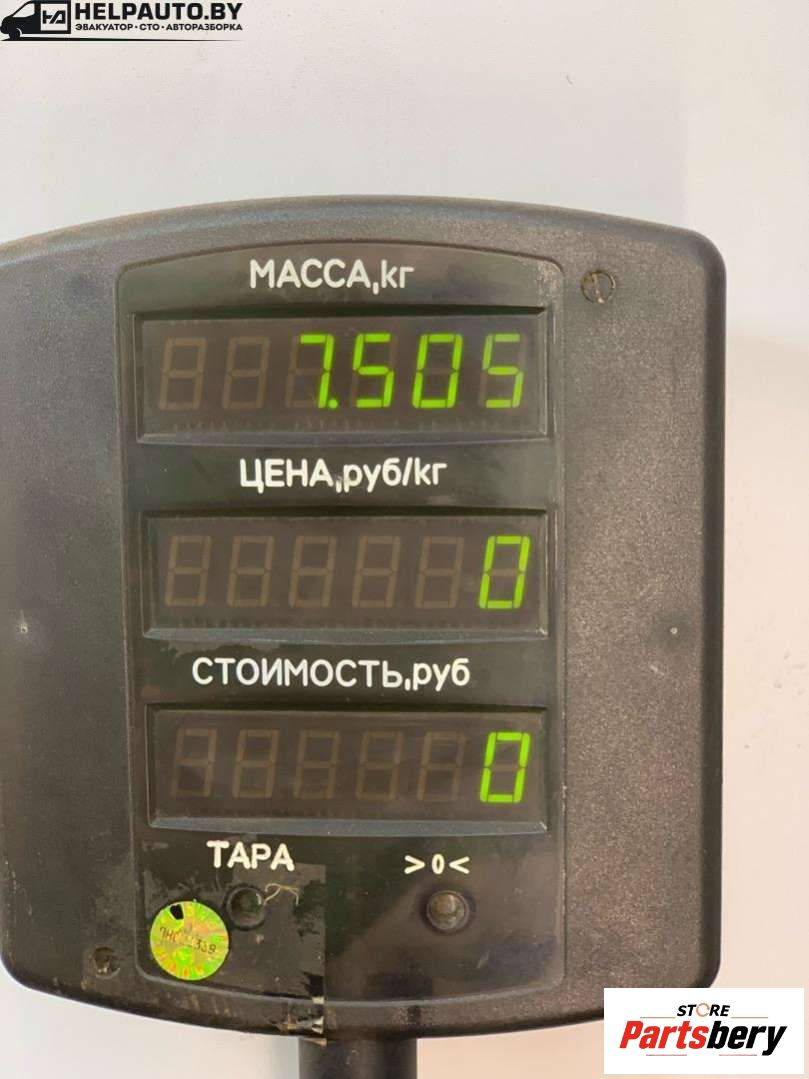 HELPAUTO.BY
ЭВАКУАТОР • СТО • АВТОРАЗБОРКА
МАССА,кг
7.505
ЦЕНА,руб/кг
0
СТОИМОСТЬ,руб
0
ТАРА >0<
STORE
Partsbery